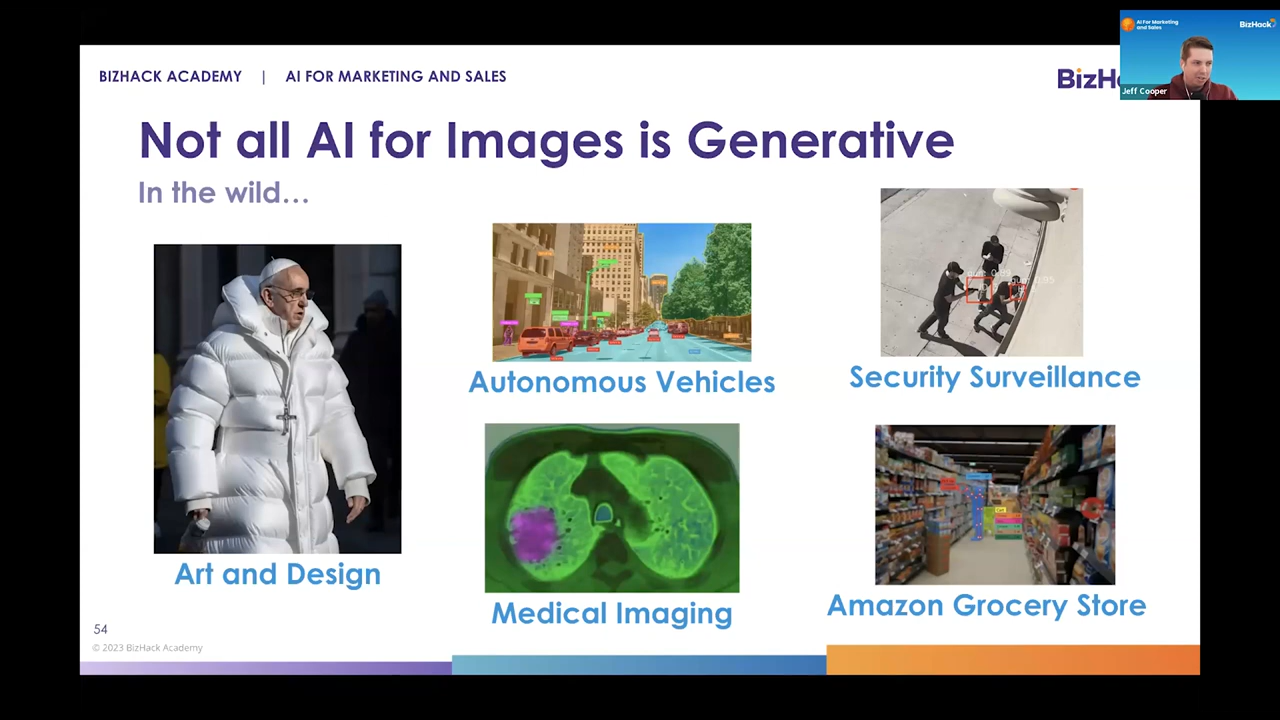 BIZHACK ACADEMY | AI FOR MARKETING AND SALES
BizH
AI For Marketing
and Sales
BizHack
Jeff Cooper
Not all AI for Images is Generative
In the wild…
Autonomous Vehicles
Security Surveillance
Art and Design
Medical Imaging
Amazon Grocery Store
54
© 2023 BizHack Academy